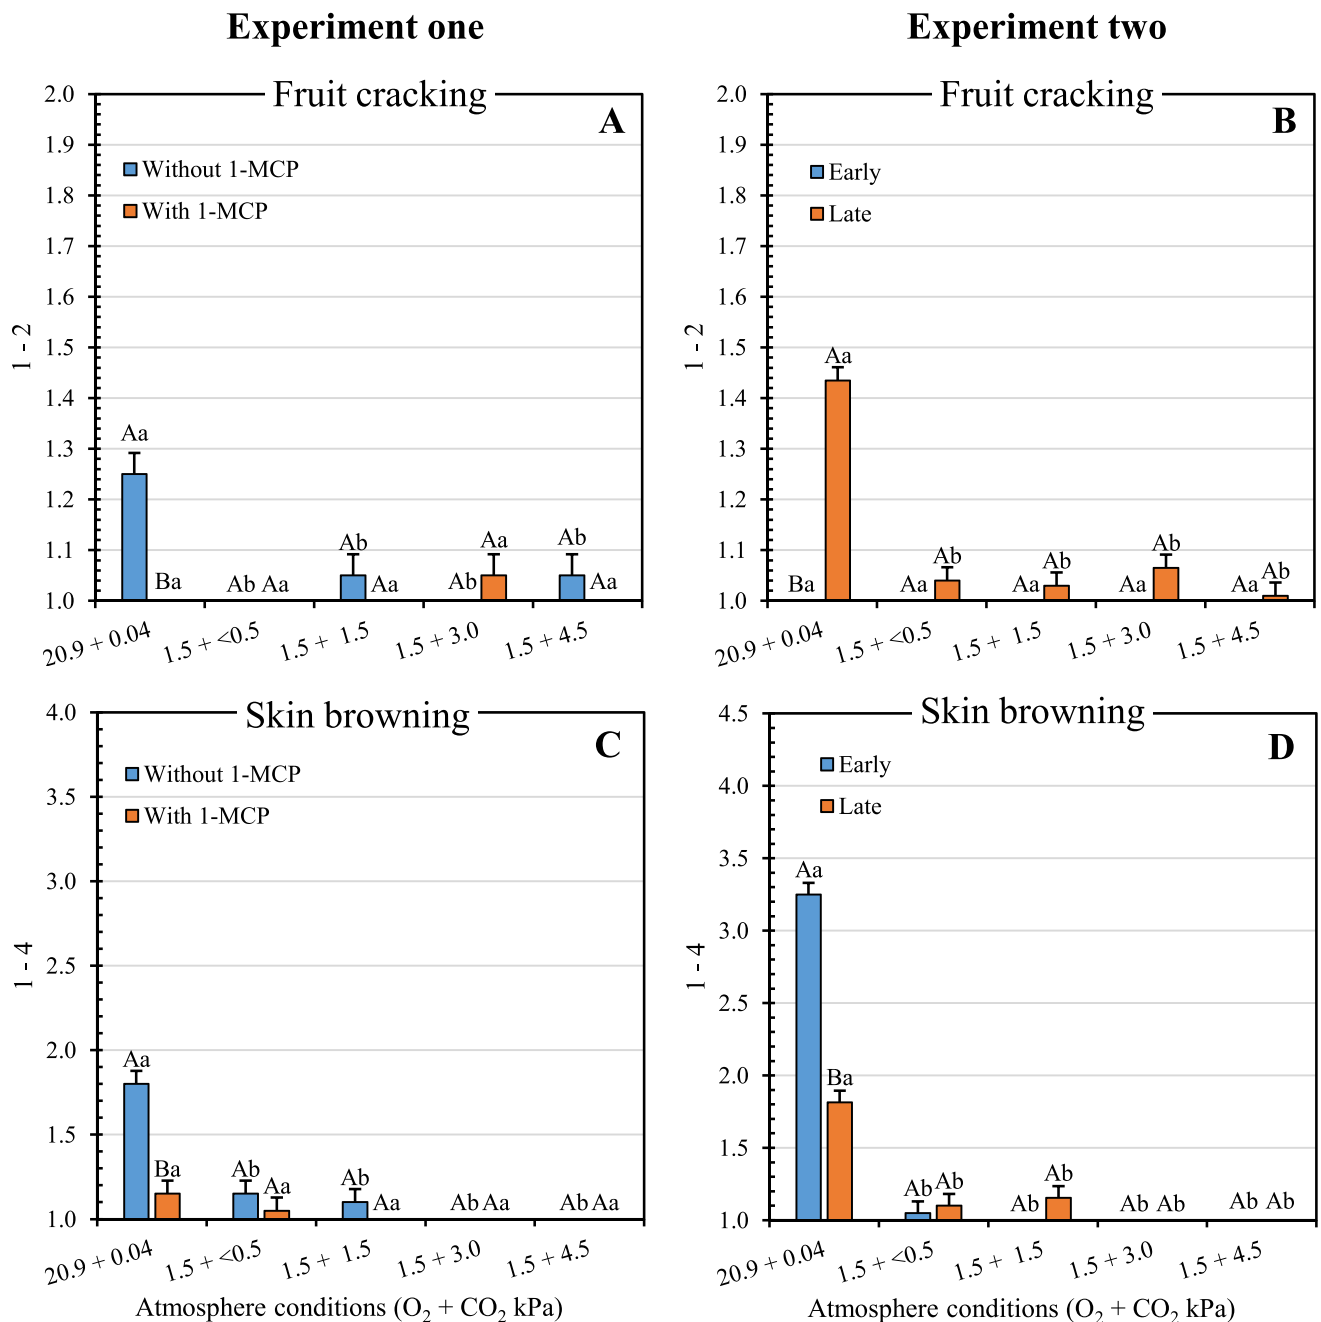 Experiment one
Experiment two
Fruit cracking
A
2.0
1.9
1.8
1.7
1.6
1.5
1.4
1.3
1.2
1.1
1.0
1 - 2
Without 1-MCP
With 1-MCP
Aa
Ba
Ab Aa
Ab
Aa
Ab
Aa
Ab
Aa
20.9 + 0.04
1.5 + <0.5
1.5 + 1.5
1.5 + 3.0
1.5 + 4.5
Fruit cracking
B
2.0
1.9
1.8
1.7
1.6
1.5
1.4
1.3
1.2
1.1
1.0
1 - 2
Early
Late
Ba
Aa
Aa
Ab
Aa
Ab
Aa
Ab
Aa
Ab
20.9 + 0.04
1.5 + <0.5
1.5 + 1.5
1.5 + 3.0
1.5 + 4.5
Skin browning
C
4.0
3.5
3.0
2.5
2.0
1.5
1.0
1 - 4
Without 1-MCP
With 1-MCP
Aa
Ba
Ab
Aa
Ab
Aa
Ab Aa
Ab Aa
20.9 + 0.04
1.5 + <0.5
1.5 + 1.5
1.5 + 3.0
1.5 + 4.5
Atmosphere conditions (O₂ + CO₂ kPa)
Skin browning
D
4.5
4.0
3.5
3.0
2.5
2.0
1.5
1.0
1 - 4
Early
Late
Aa
Ba
Ab
Ab
Ab
Ab
Ab Ab
Ab Ab
20.9 + 0.04
1.5 + <0.5
1.5 + 1.5
1.5 + 3.0
1.5 + 4.5
Atmosphere conditions (O₂ + CO₂ kPa)